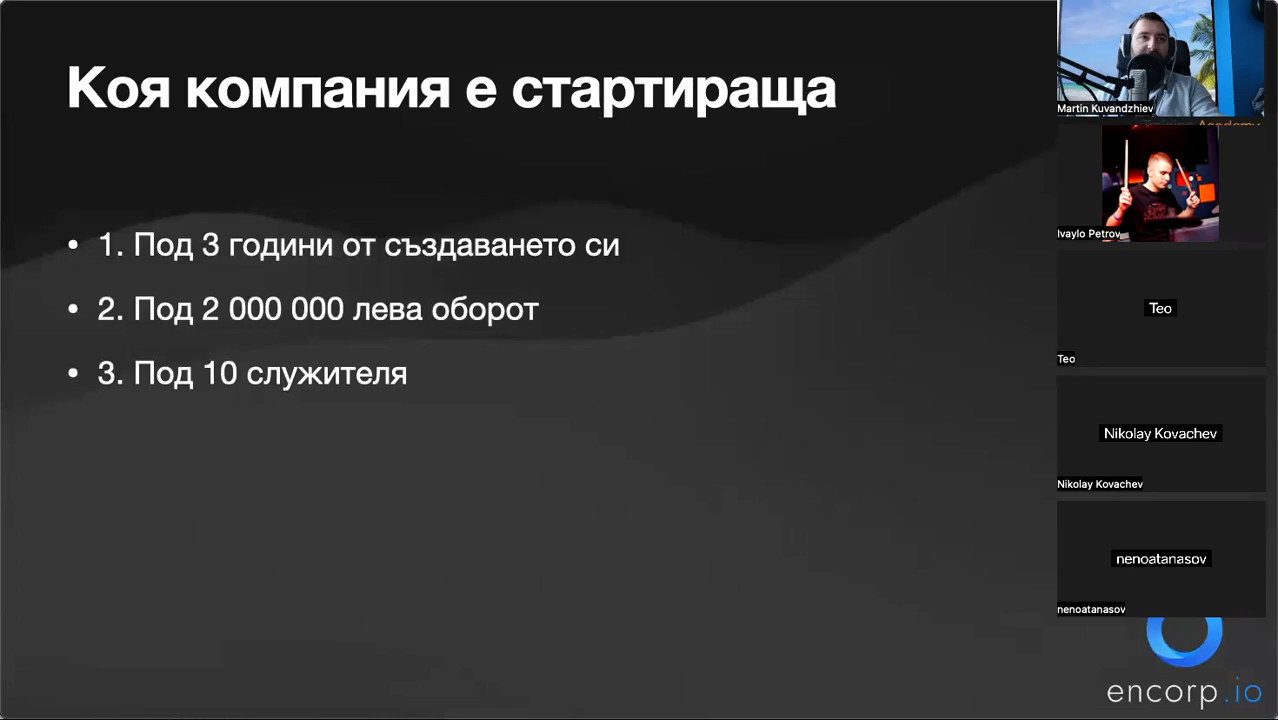 Коя компания е стартираща
• 1. Под 3 години от създаването си
• 2. Под 2 000 000 лева оборот
• 3. Под 10 служителя
Martin Kuvandzhiev
Academy
Ivaylo Petrov
Teo
Teo
Nikolay Kovachev
Nikolay Kovachev
nenoatanasov
nenoatanasov
encorp.io